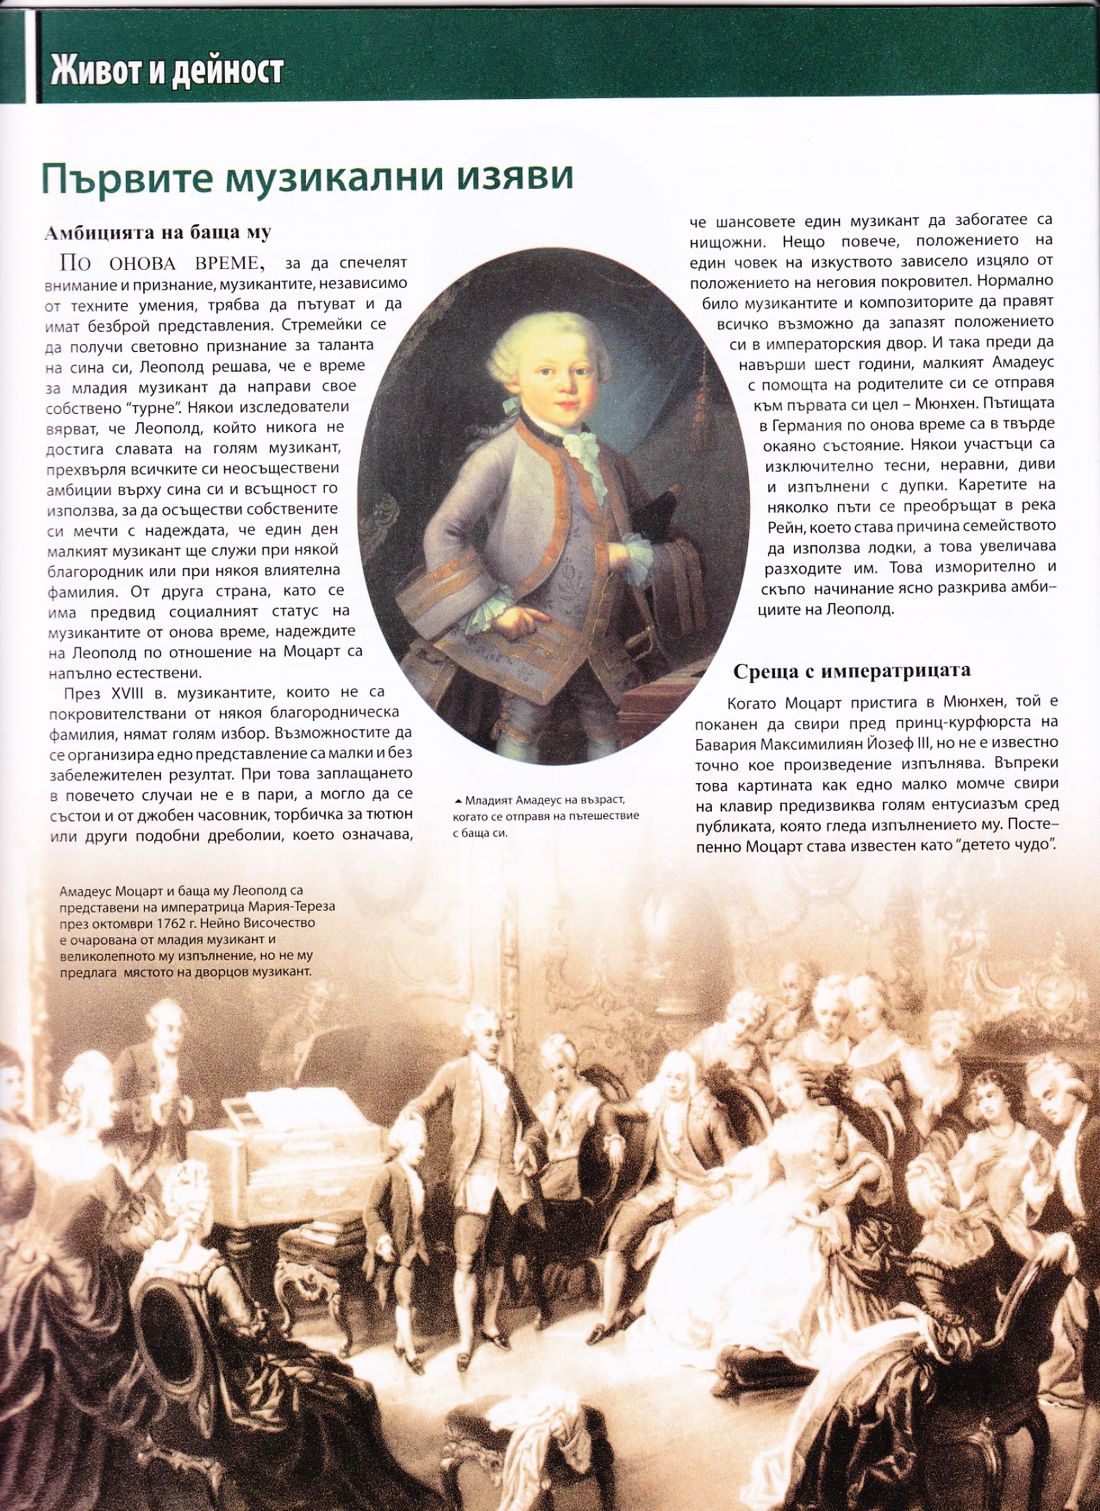 Живот и дейност
Първите музикални изяви
Амбицията на баща му
По онова време, за да спечелят
внимание и признание, музикантите, независимо
от техните умения, трябва да пътуват и да
имат безброй представления. Стремейки се
да получи световно признание за таланта
на сина си, Леополд решава, че е време
за младия музикант да направи свое
собствено “турне”. Някои изследователи
вярват, че Леополд, който никога не
достига славата на голям музикант,
прехвърля всичките си неосъществени
амбиции върху сина си и всъщност го
използва, за да осъществи собствените
си мечти с надеждата, че един ден
малкият музикант ще служи при някой
благородник или при някоя влиятелна
фамилия. От друга страна, като се
има предвид социалният статус на
музикантите от онова време, надеждите
на Леополд по отношение на Моцарт са
напълно естествени.
През XVIII в. музикантите, които не са
покровителствани от някоя благородническа
фамилия, нямат голям избор. Възможностите да
се организира едно представление са малки и без
забележителен резултат. При това заплащането
в повечето случаи не е в пари, а могло да се
състои и от джобен часовник, торбичка за тютюн
или други подобни дреболии, което означава,
че шансовете един музикант да забогатее са
нищожни. Нещо повече, положението на
един човек на изкуството зависело изцяло от
положението на неговия покровител. Нормално
било музикантите и композиторите да правят
всичко възможно да запазят положението
си в императорския двор. И така преди да
навърши шест години, малкият Амадеус
с помощта на родителите си се отправя
към първата си цел – Мюнхен. Пътищата
в Германия по онова време са в твърде
окаяно състояние. Някои участъци са
изключително тесни, неравни, диви
и изпълнени с дупки. Каретите на
няколко пъти се преобръщат в река
Рейн, което става причина семейството
да използва лодки, а това увеличава
разходите им. Това изморително и
скъпо начинание ясно разкрива амби–
циите на Леополд.
Среща с императрицата
Когато Моцарт пристига в Мюнхен, той е
поканен да свири пред принц-курфюрста на
Бавария Максимилиян Йозеф III, но не е известно
точно кое произведение изпълнява. Въпреки
това картината как едно малко момче свири
на клавир предизвиква голям ентусиазъм сред
публиката, която гледа изпълнението му. Посте–
пенно Моцарт става известен като “детето чудо”.
Младият Амадеус на възраст,
когато се отправя на пътешествие
с баща си.
Амадеус Моцарт и баща му Леополд са
представени на императрица Мария-Тереза
през октомври 1762 г. Нейно Височество
е очарована от младия музикант и
великолепното му изпълнение, но не му
предлага мястото на дворцов музикант.